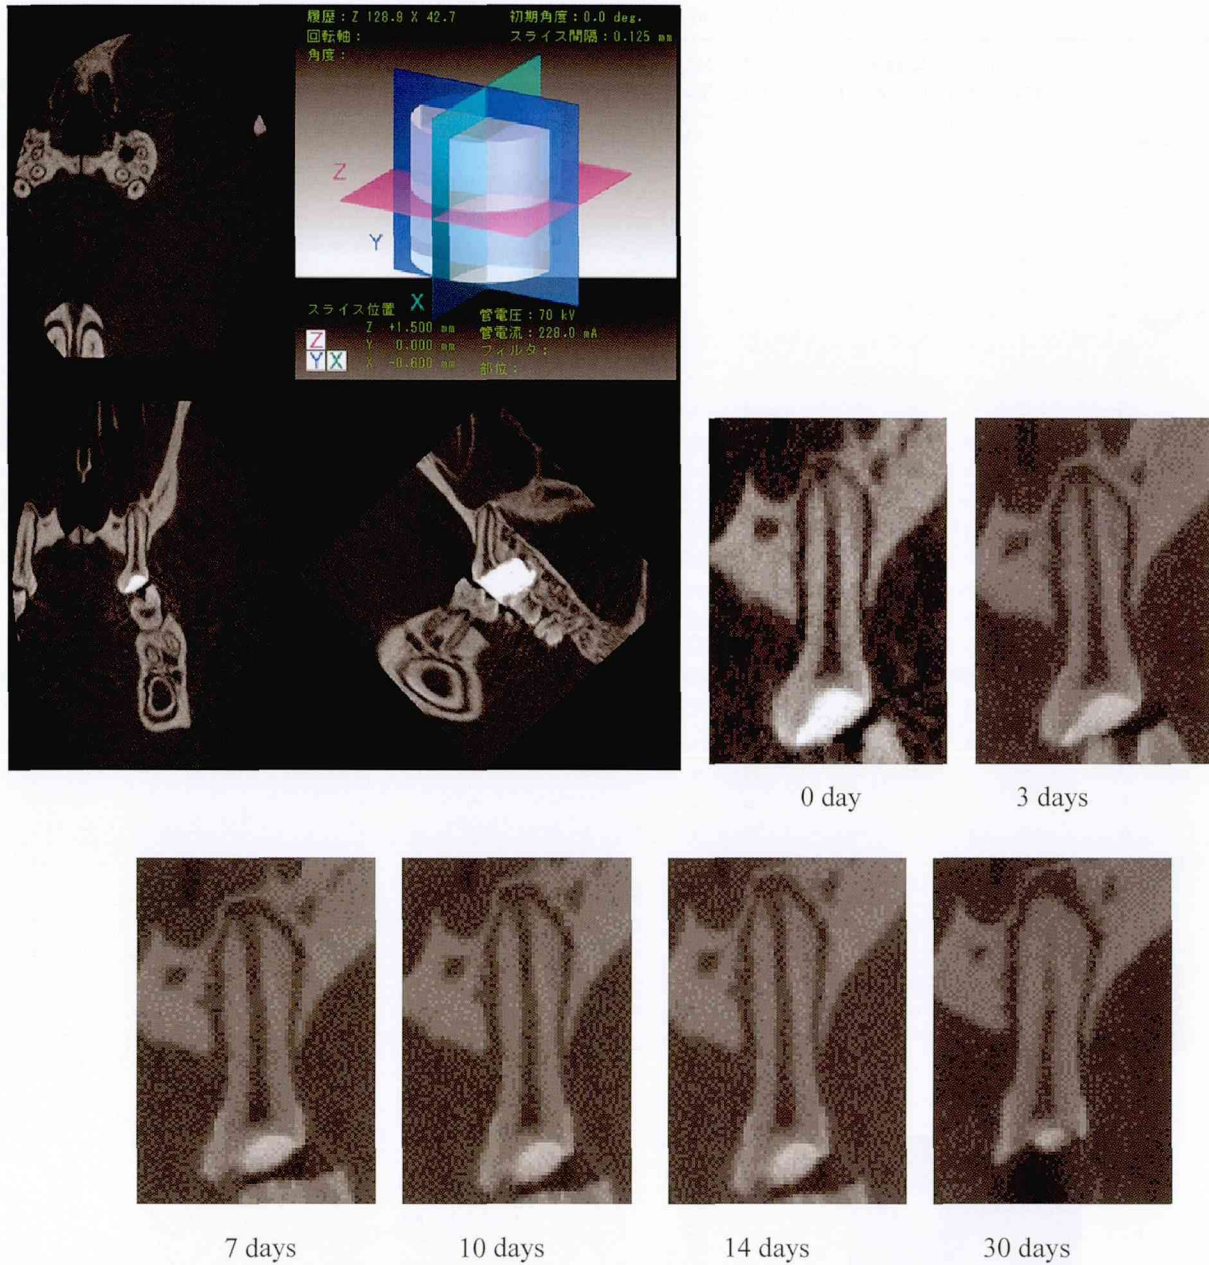 履歴：Z 128.9 X 42.7
初期角度：0.0 deg.
回転軸：
スライス間隔：0.125 mm
角度：
Z
Y
X
スライス位置
管電圧：70 kV
Z +1.500 mm
管電流：228.0 mA
Y 0.000 mm
フィルタ：
X -0.600 mm
部位：
Z
Y X
0 day
3 days
7 days
10 days
14 days
30 days